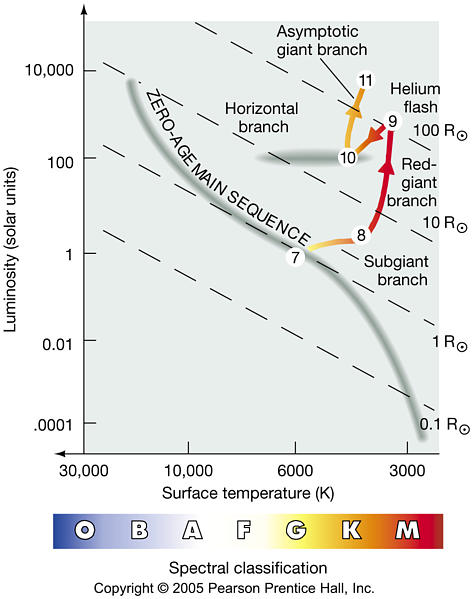 Asymptotic
giant branch
11
10,000
Helium
flash
ZERO-AGE MAIN SEQUENCE
Horizontal
branch
9
100 R☉
10
100
Red-
giant
branch
10 R☉
Luminosity (solar units)
8
7
1
Subgiant
branch
0.01
1 R☉
.0001
0.1 R☉
30,000 10,000 6000 3000
Surface temperature (K)
O B A F G K M
Spectral classification
Copyright © 2005 Pearson Prentice Hall, Inc.